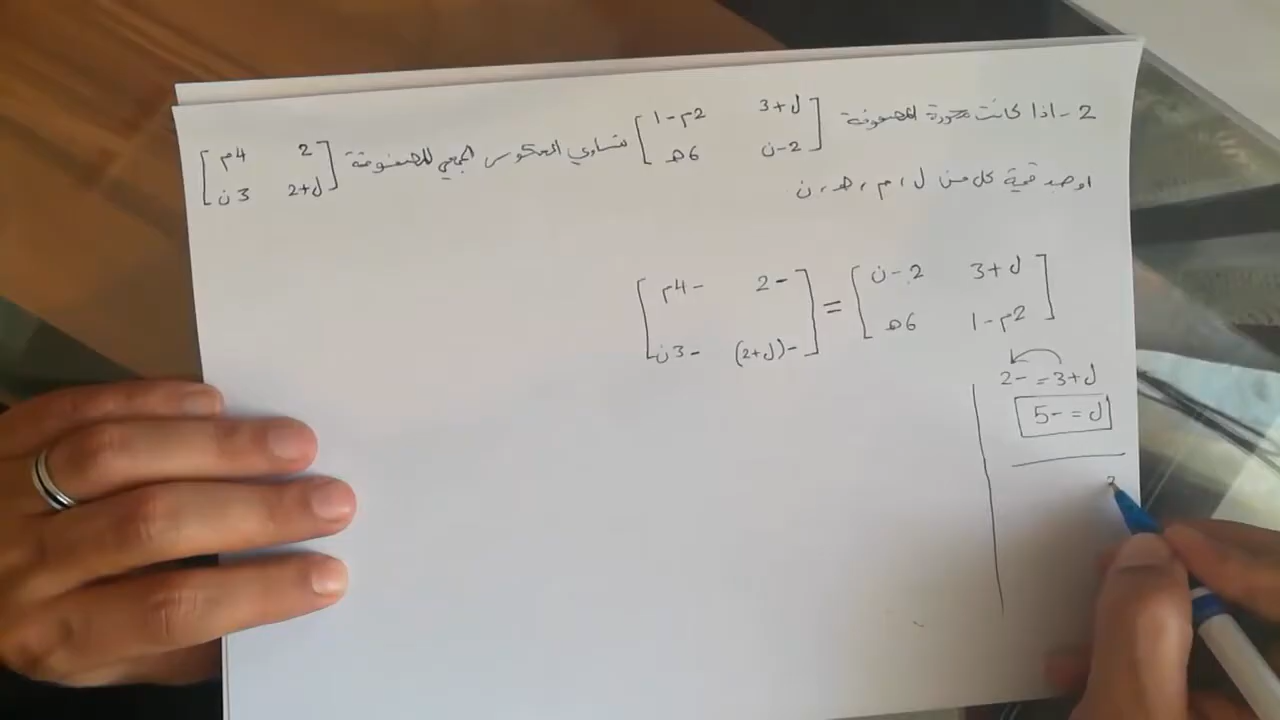 2 - اذا كانت محورة المصفوفة [ ل+3 2م-1 ] تساوي المعكوس الجمعي للمصفوفة [ 2 4م ]
[ 2-ن 6هـ ] [ ل+2 3ن ]
اوجد قيمة كل من ل، م، هـ، ن
[ ل+3 2-ن ] = [ -2 -4م ]
[ 2م-1 6هـ ] [ -(ل+2) -3ن ]
ل+3 = -2
ل = -5